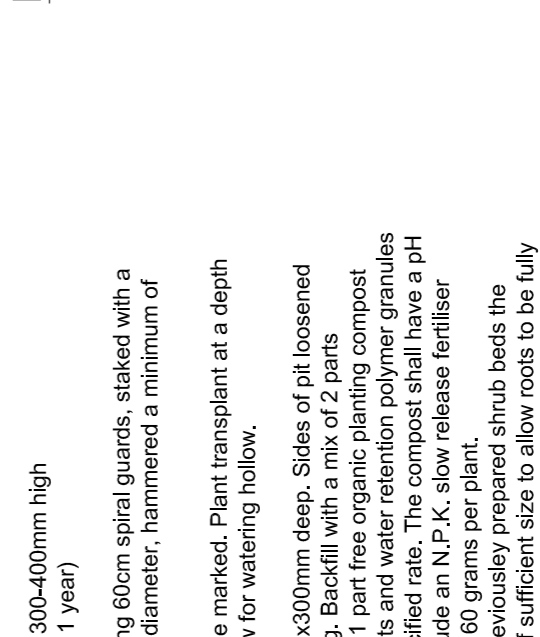 300-400mm high
1 year)
ng 60cm spiral guards, staked with a
diameter, hammered a minimum of
e marked. Plant transplant at a depth
w for watering hollow.
x300mm deep. Sides of pit loosened
g. Backfill with a mix of 2 parts
1 part free organic planting compost
ts and water retention polymer granules
cified rate. The compost shall have a pH
ude an N.P.K. slow release fertiliser
60 grams per plant.
eviousley prepared shrub beds the
f sufficient size to allow roots to be fully